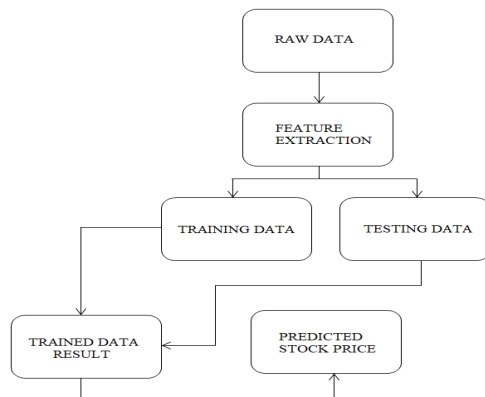 RAW DATA
FEATURE
EXTRACTION
TRAINING DATA
TESTING DATA
TRAINED DATA
RESULT
PREDICTED
STOCK PRICE